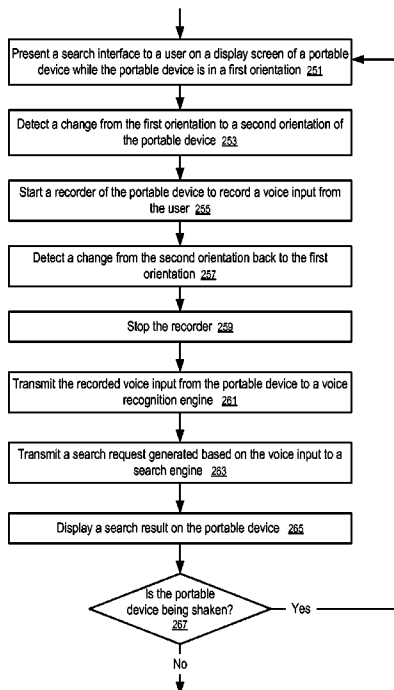 Present a search interface to a user on a display screen of a portable
device while the portable device is in a first orientation 251
Detect a change from the first orientation to a second orientation of
the portable device 253
Start a recorder of the portable device to record a voice input from
the user 255
Detect a change from the second orientation back to the first
orientation 257
Stop the recorder 259
Transmit the recorded voice input from the portable device to a voice
recognition engine 261
Transmit a search request generated based on the voice input to a
search engine 263
Display a search result on the portable device 265
Is the portable
device being shaken?
267
Yes
No